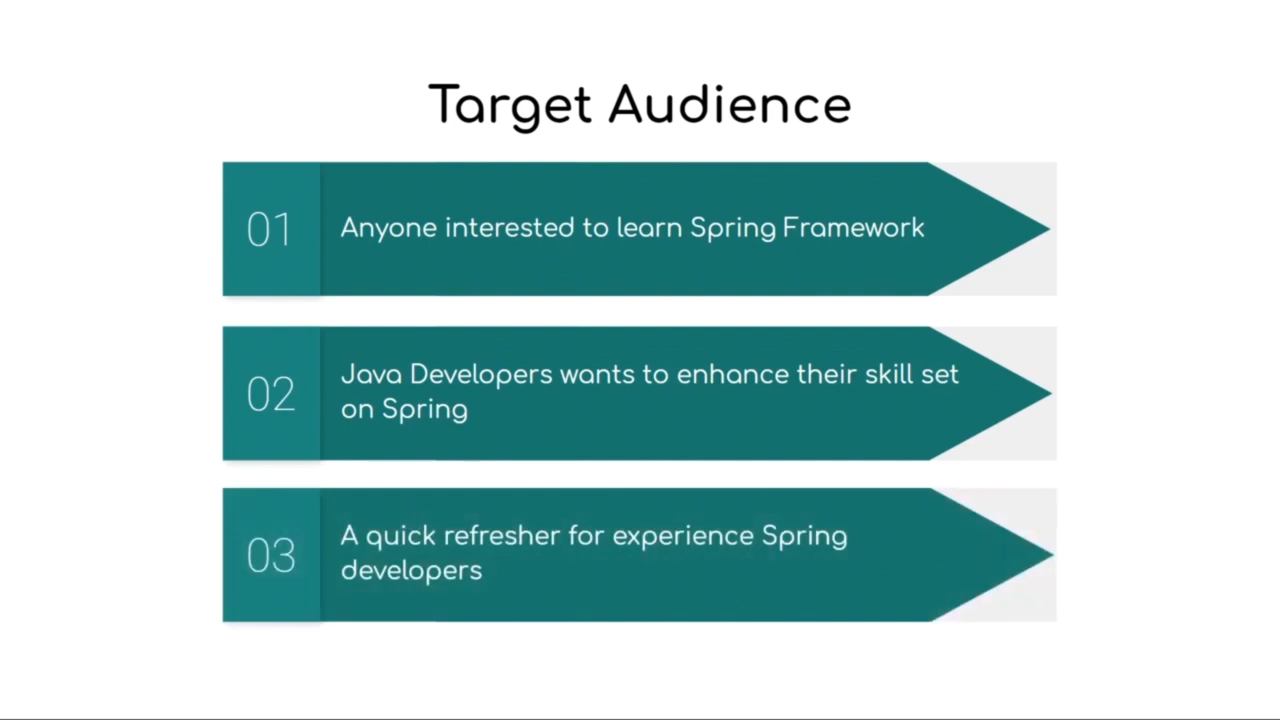 Target Audience
01
Anyone interested to learn Spring Framework
02
Java Developers wants to enhance their skill set
on Spring
03
A quick refresher for experience Spring
developers